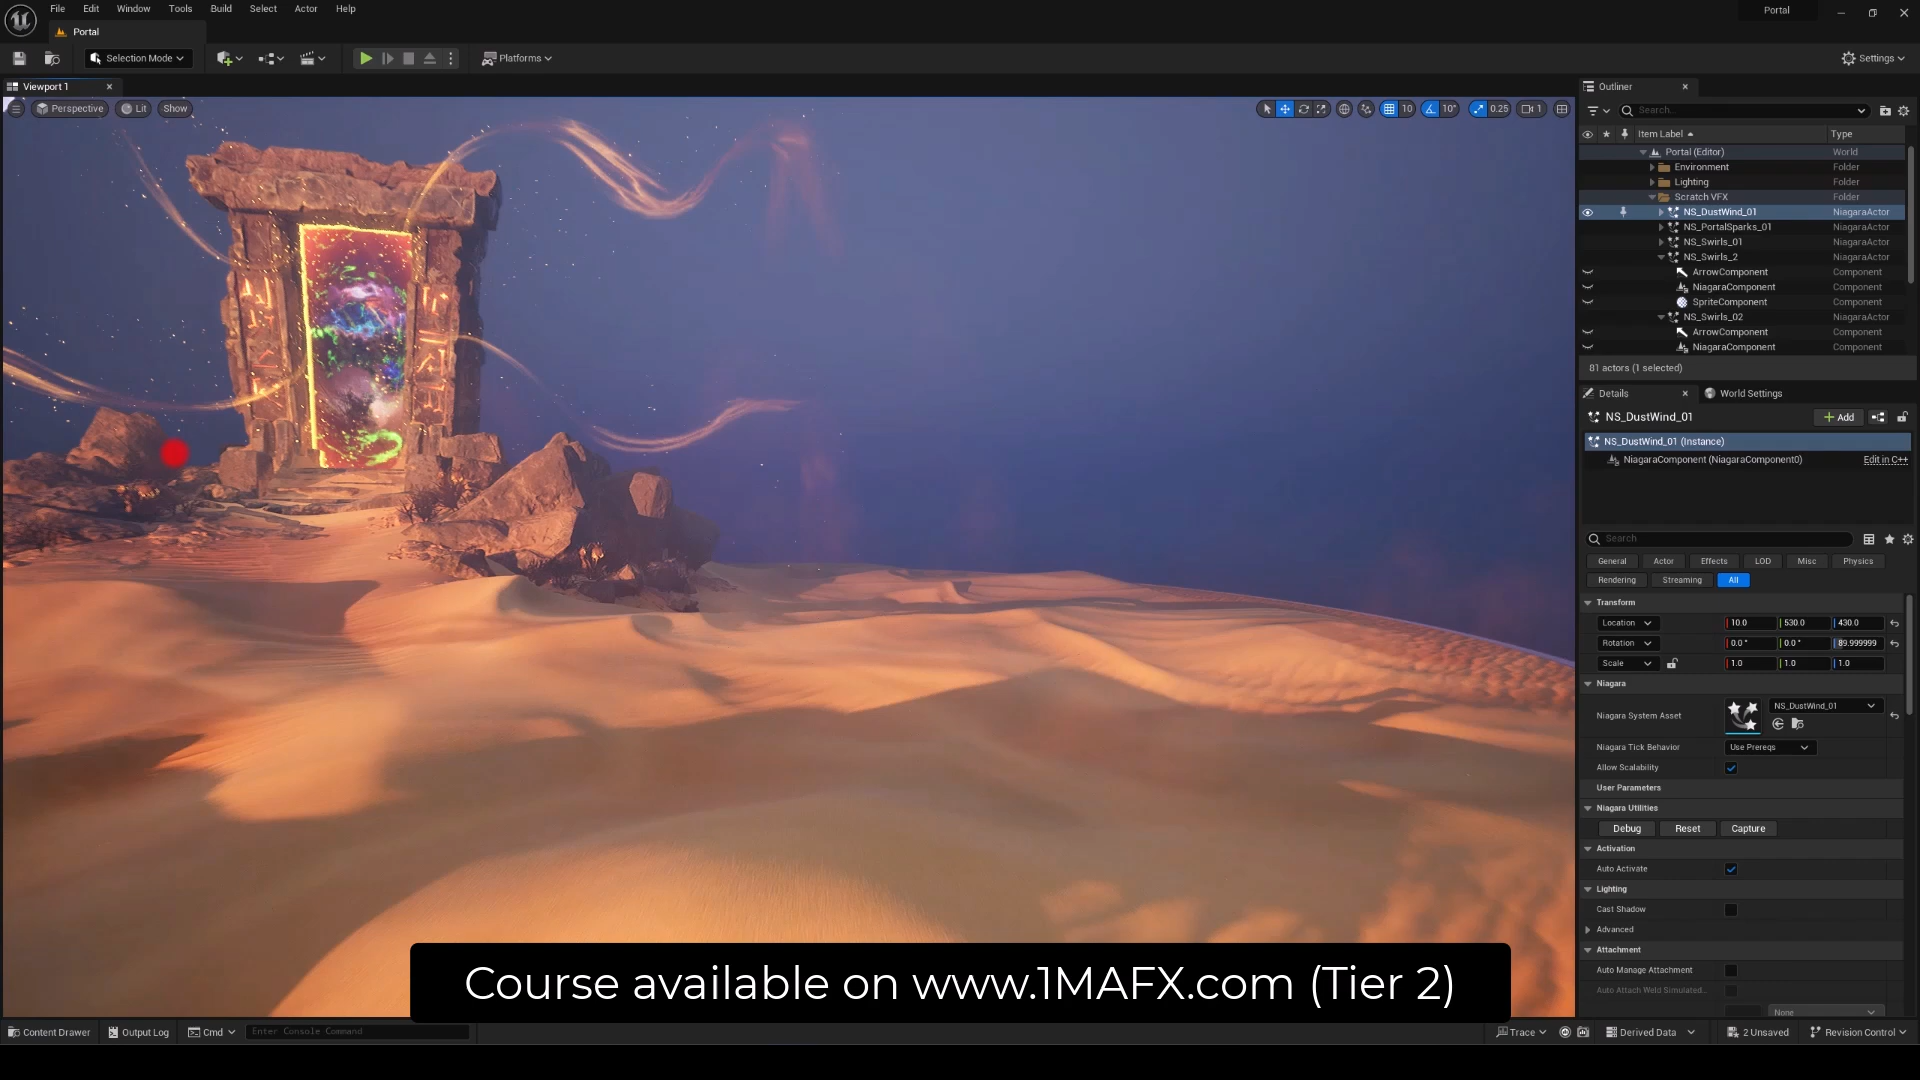 File Edit Window Tools Build Select Actor Help
Portal
Portal
Selection Mode
Platforms
Settings
Viewport 1
Perspective Lit Show
10 10° 0.25 1
Outliner
Search...
Item Label Type
Portal (Editor) World
Environment Folder
Lighting Folder
Scratch VFX Folder
NS_DustWind_01 NiagaraActor
NS_PortalSparks_01 NiagaraActor
NS_Swirls_01 NiagaraActor
NS_Swirls_2 NiagaraActor
ArrowComponent Component
NiagaraComponent Component
SpriteComponent Component
NS_Swirls_02 NiagaraActor
ArrowComponent Component
NiagaraComponent Component
81 actors (1 selected)
Details World Settings
NS_DustWind_01 Add
NS_DustWind_01 (Instance)
NiagaraComponent (NiagaraComponent0) Edit in C++
Search
General Actor Effects LOD Misc Physics
Rendering Streaming All
Transform
Location 10.0 530.0 430.0
Rotation 0.0° 0.0° 89.999999
Scale 1.0 1.0 1.0
Niagara
Niagara System Asset NS_DustWind_01
Niagara Tick Behavior Use Prereqs
Allow Scalability
User Parameters
Niagara Utilities
Debug Reset Capture
Activation
Auto Activate
Lighting
Cast Shadow
Advanced
Attachment
Auto Manage Attachment
Auto Attach Weld Simulated...
None
Course available on www.1MAFX.com (Tier 2)
Content Drawer Output Log Cmd Enter Console Command Trace Derived Data 2 Unsaved Revision Control